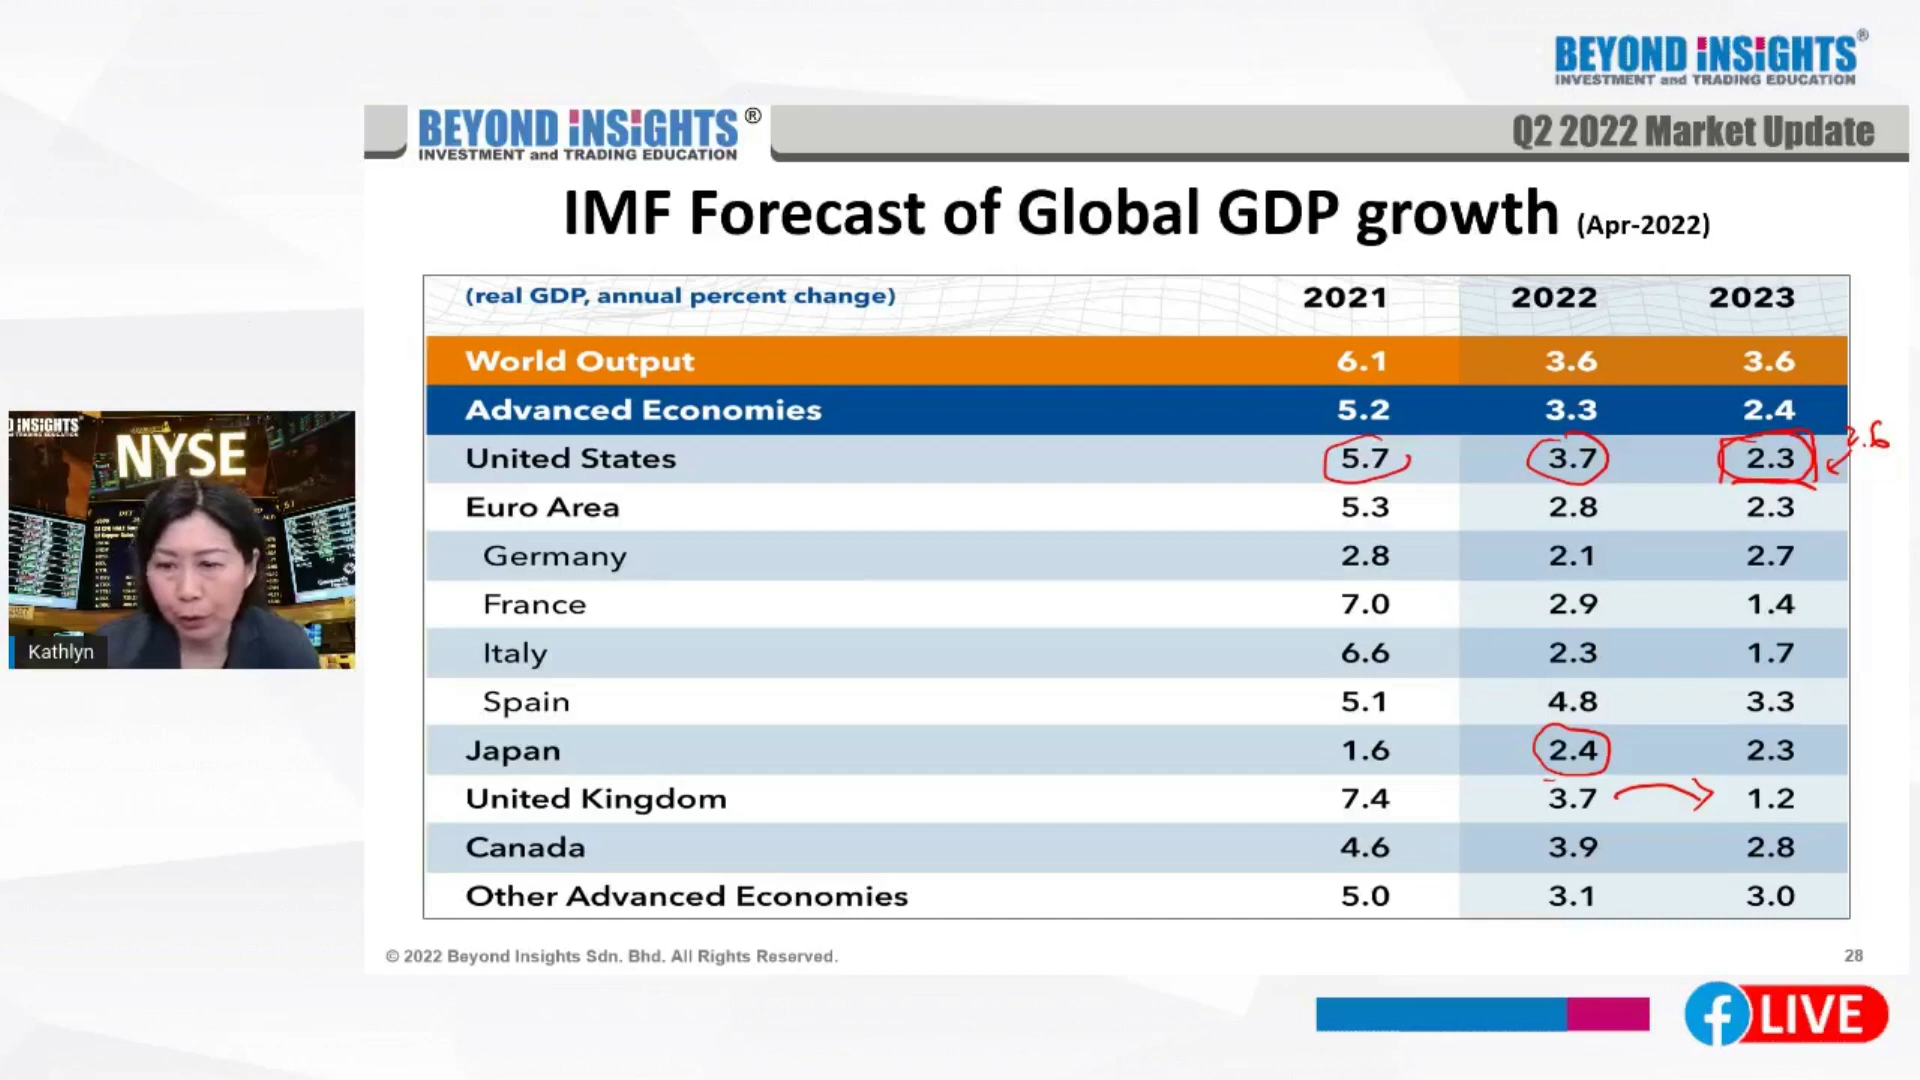 BEYOND iNSiGHTS®
INVESTMENT and TRADING EDUCATION
BEYOND iNSiGHTS®
INVESTMENT and TRADING EDUCATION
Q2 2022 Market Update
IMF Forecast of Global GDP growth (Apr-2022)
(real GDP, annual percent change) 2021 2022 2023
World Output 6.1 3.6 3.6
Advanced Economies 5.2 3.3 2.4
United States 5.7 3.7 2.3
Euro Area 5.3 2.8 2.3
Germany 2.8 2.1 2.7
France 7.0 2.9 1.4
Italy 6.6 2.3 1.7
Spain 5.1 4.8 3.3
Japan 1.6 2.4 2.3
United Kingdom 7.4 3.7 1.2
Canada 4.6 3.9 2.8
Other Advanced Economies 5.0 3.1 3.0
© 2022 Beyond Insights Sdn. Bhd. All Rights Reserved.
28
iNSiGHTS
NYSE
Kathlyn
LIVE